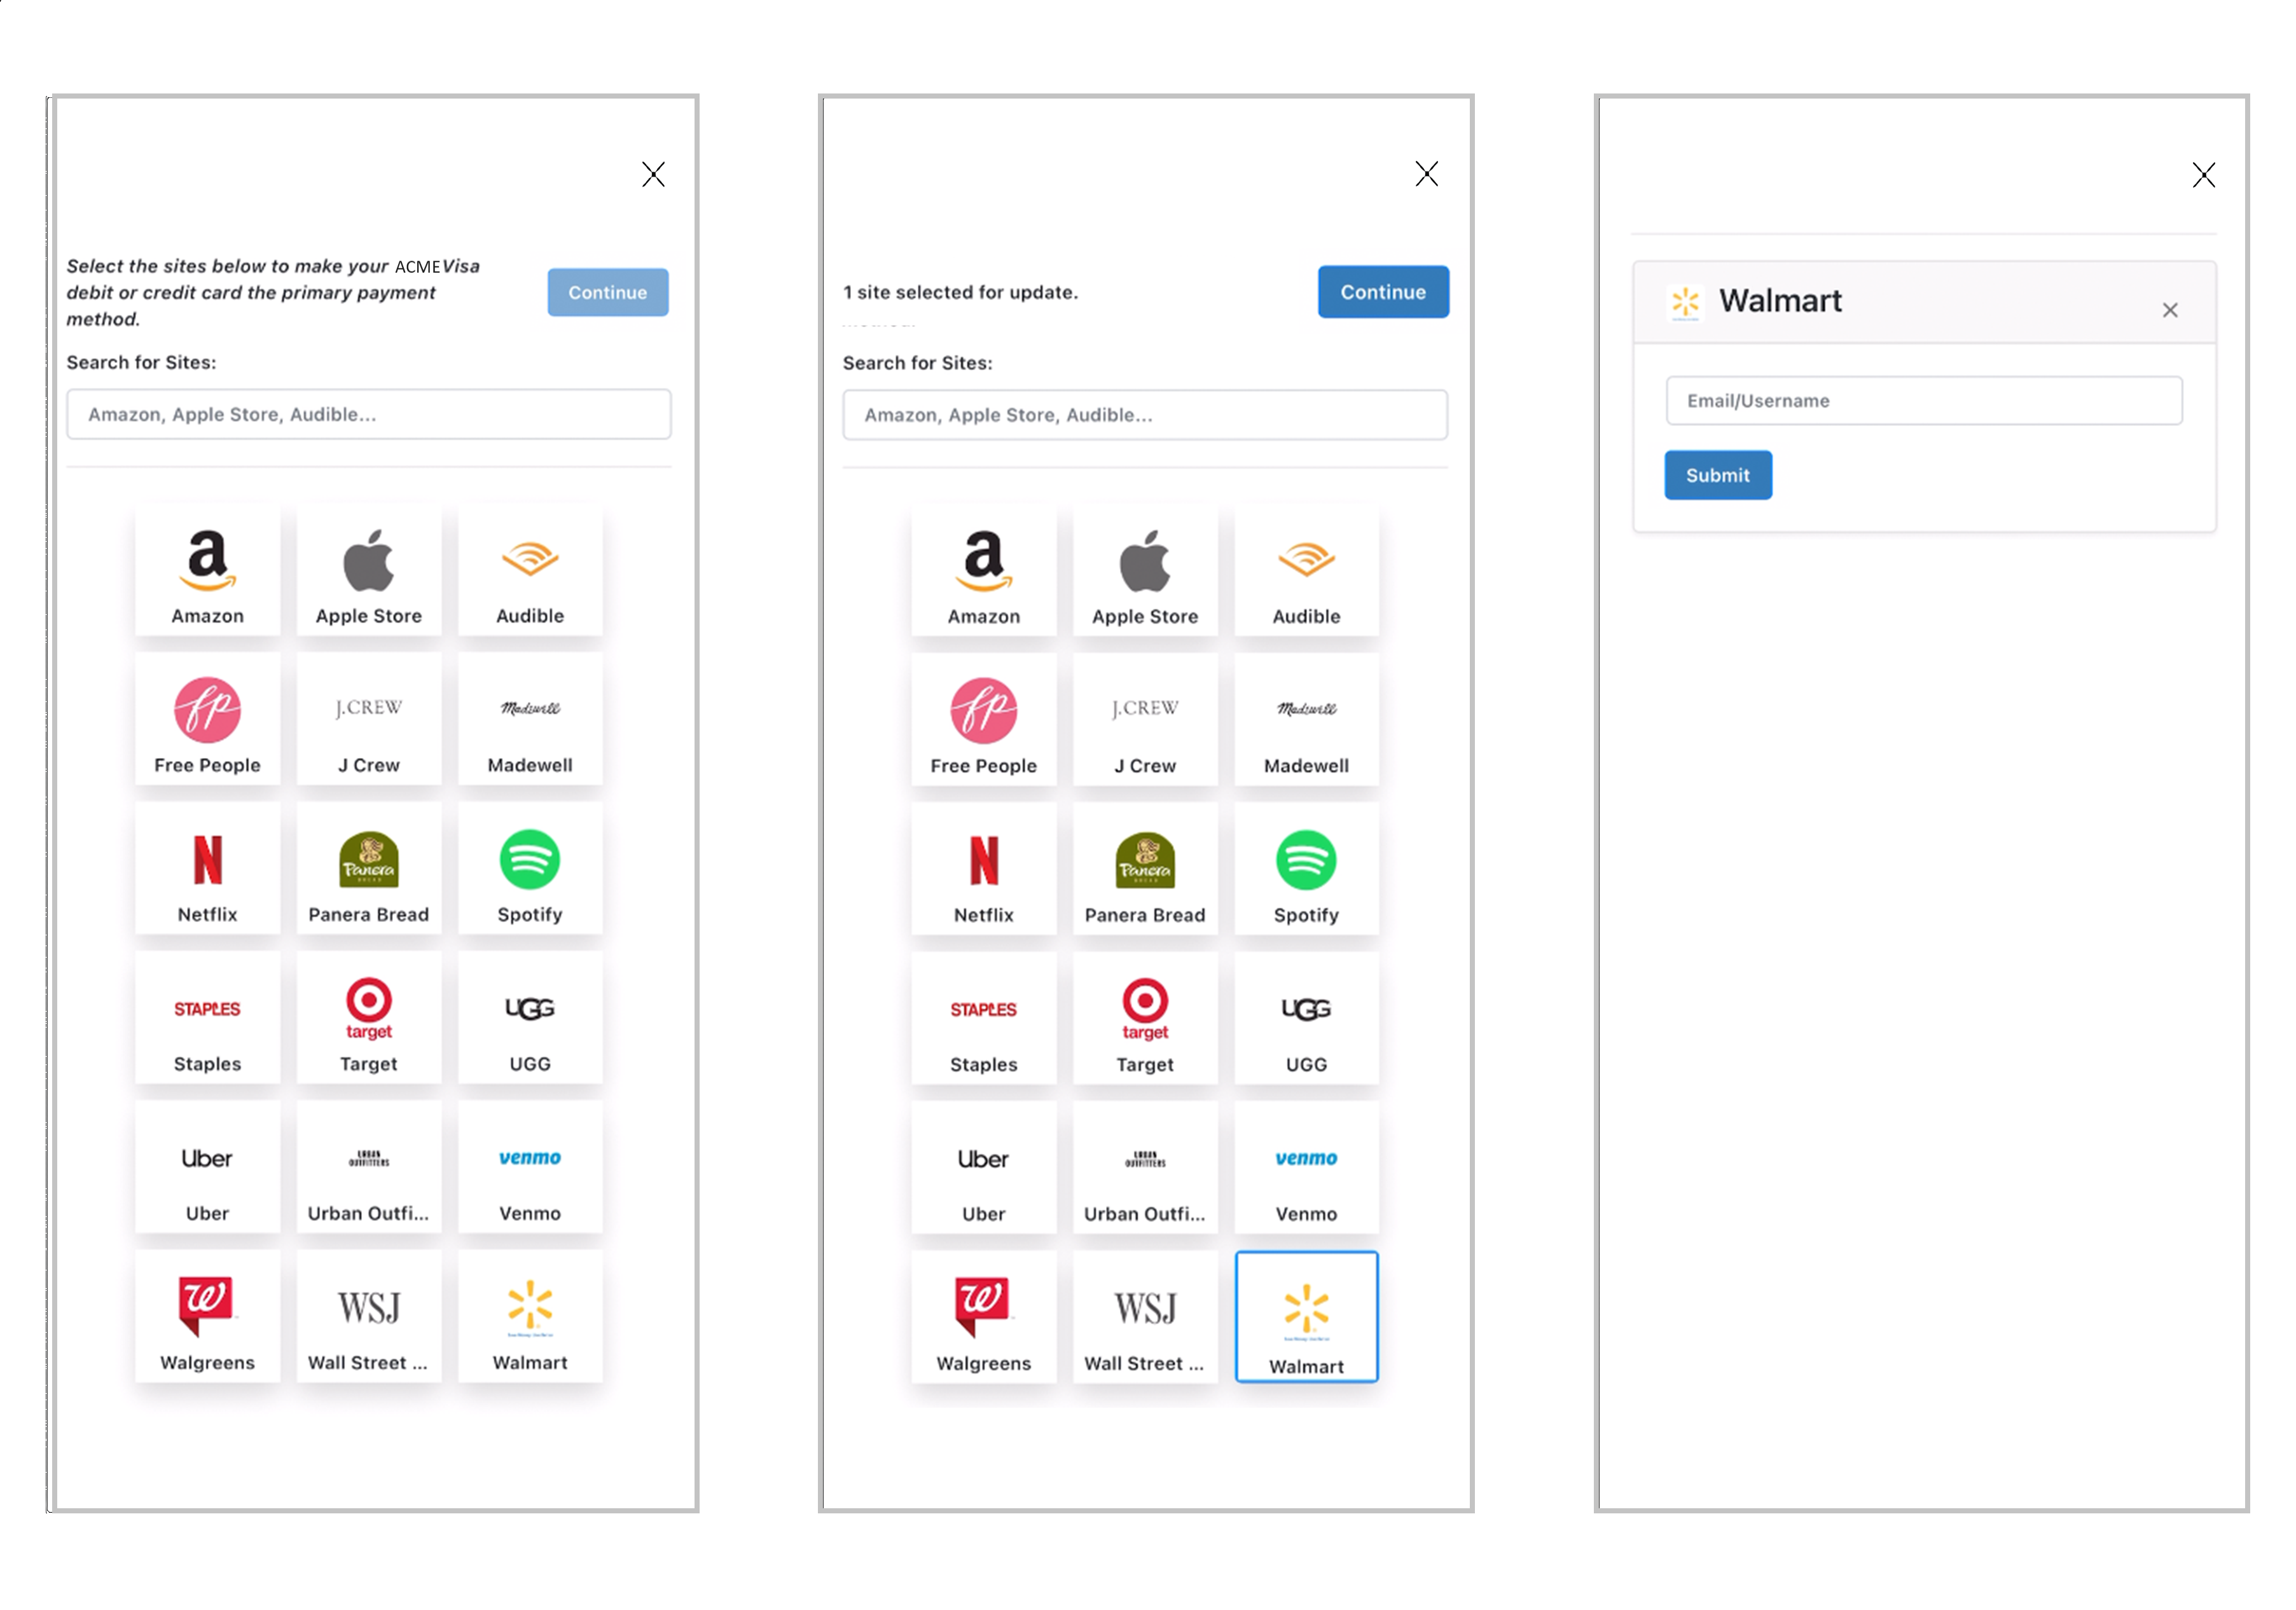 Select the sites below to make your ACME Visa
debit or credit card the primary payment
method.
Continue
Search for Sites:
Amazon, Apple Store, Audible...
a
Amazon
Apple Store
Audible
fp
J.CREW
Madewell
Free People
J Crew
Madewell
N
Panera
BREAD
Netflix
Panera Bread
Spotify
STAPLES
target
UGG
Staples
Target
UGG
Uber
URBAN
OUTFITTERS
venmo
Uber
Urban Outfi...
Venmo
W
WSJ
Walgreens
Wall Street ...
Walmart
1 site selected for update.
Continue
Search for Sites:
Amazon, Apple Store, Audible...
a
Amazon
Apple Store
Audible
fp
J.CREW
Madewell
Free People
J Crew
Madewell
N
Panera
BREAD
Netflix
Panera Bread
Spotify
STAPLES
target
UGG
Staples
Target
UGG
Uber
URBAN
OUTFITTERS
venmo
Uber
Urban Outfi...
Venmo
W
WSJ
Walgreens
Wall Street ...
Walmart
Walmart
Email/Username
Submit